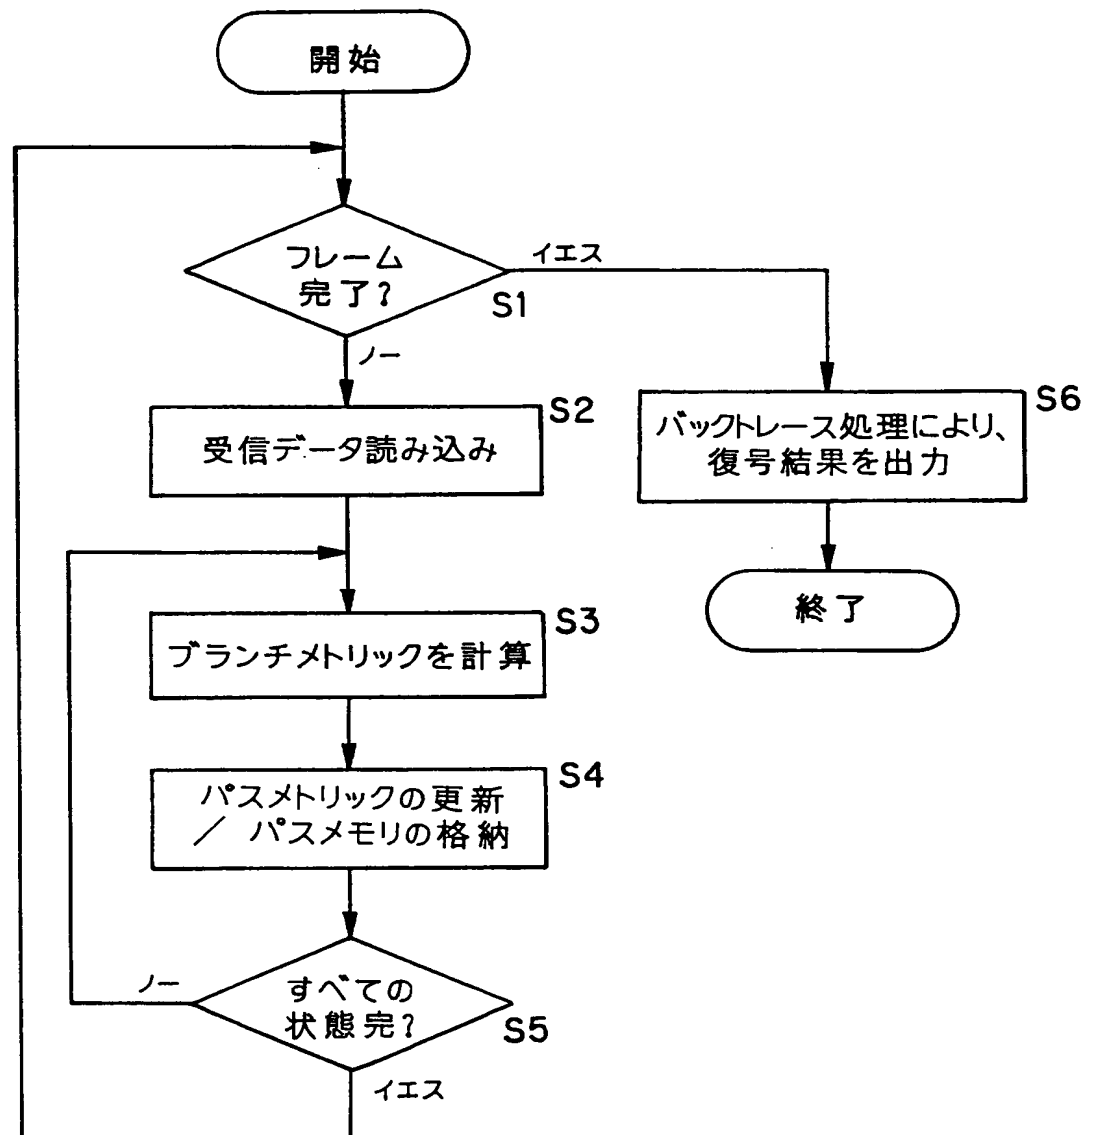 開始
フレーム
完了?
S1
イエス
ノー
S2
受信データ読み込み
S6
バックトレース処理により、
復号結果を出力
終了
S3
ブランチメトリックを計算
S4
パスメトリックの更新
/ パスメモリの格納
ノー
すべての
状態完?
S5
イエス